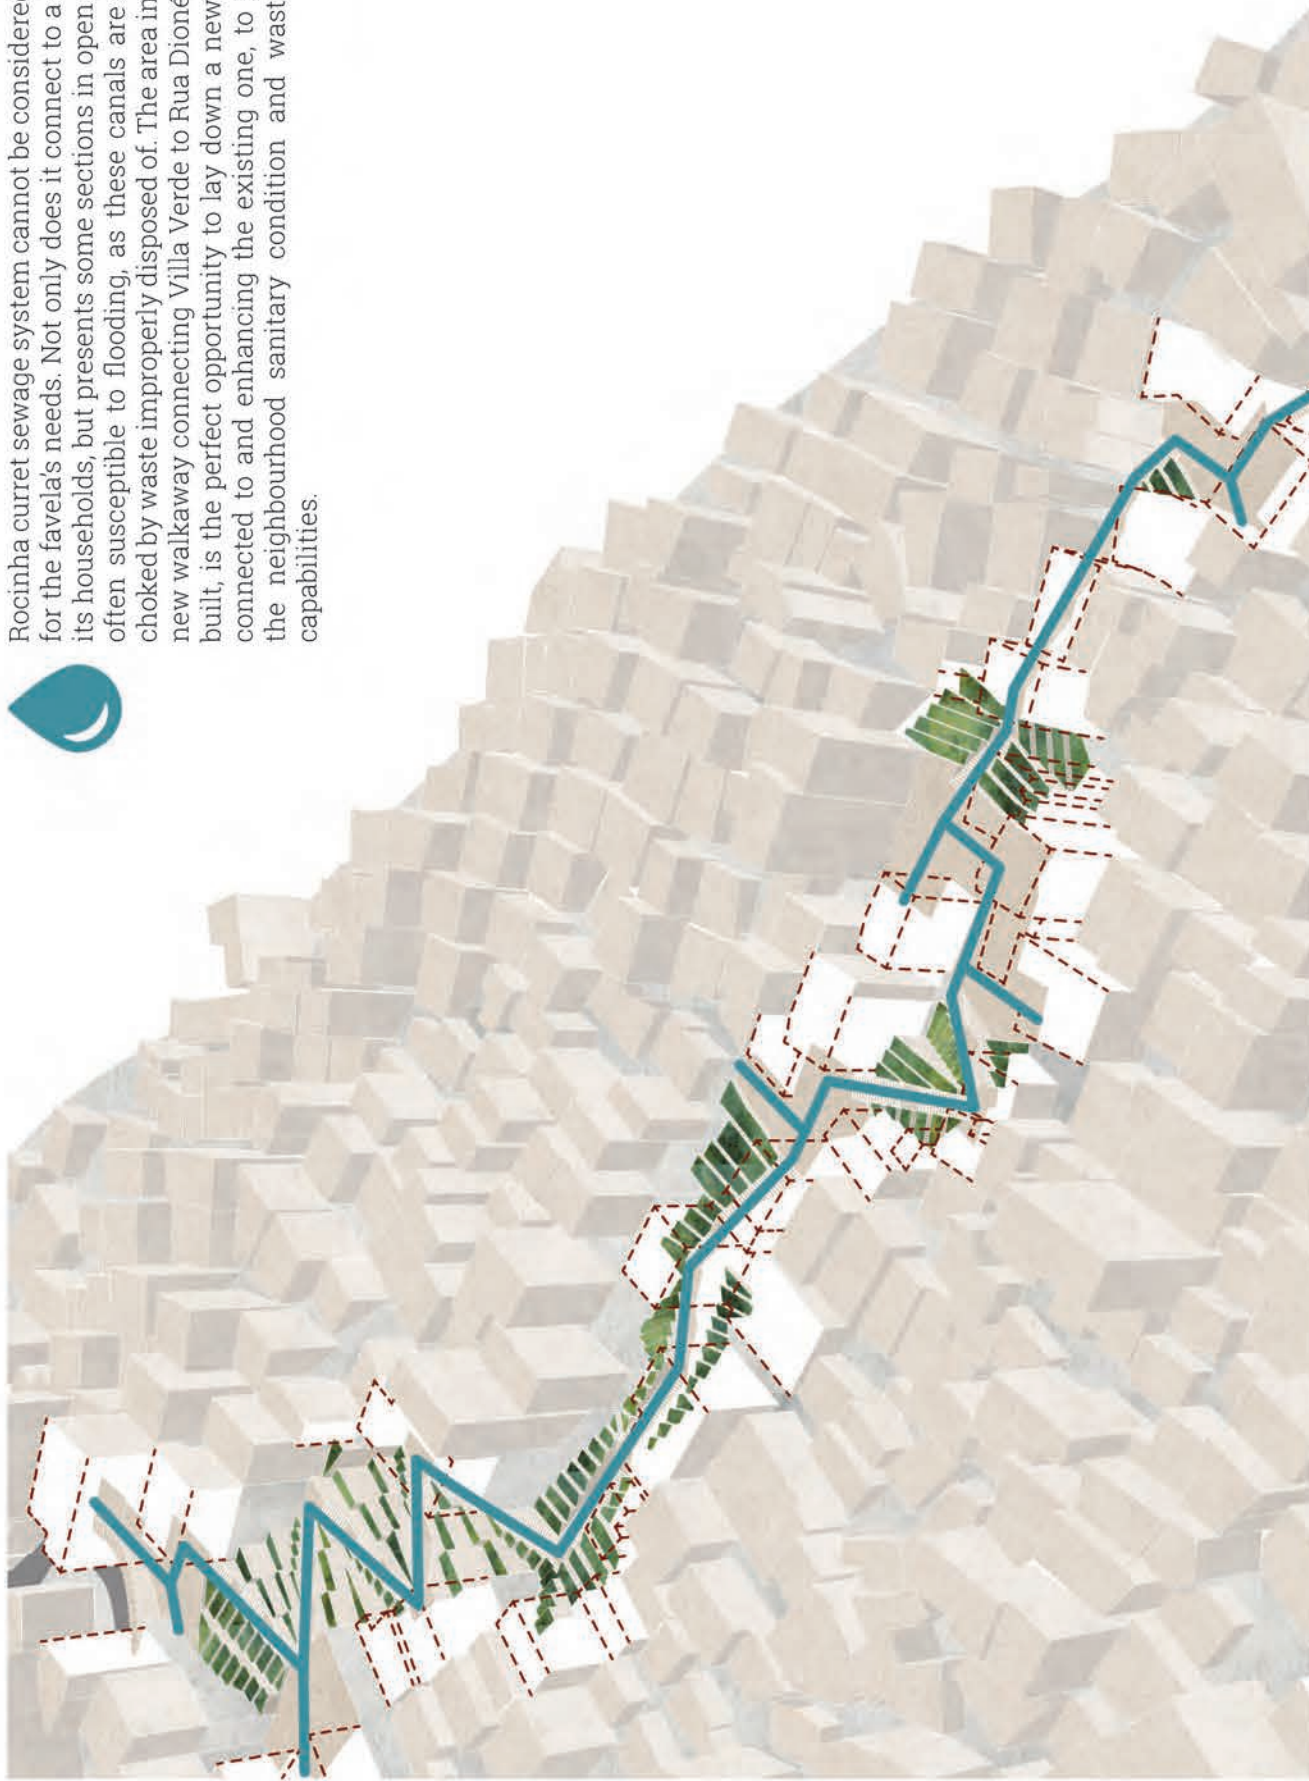 Rocinha curret sewage system cannot be considered
for the favela's needs. Not only does it connect to a
its households, but presents some sections in open
often susceptible to flooding, as these canals are
choked by waste improperly disposed of. The area in
new walkaway connecting Villa Verde to Rua Dioné
built, is the perfect opportunity to lay down a new
connected to and enhancing the existing one, to
the neighbourhood sanitary condition and wast
capabilities.